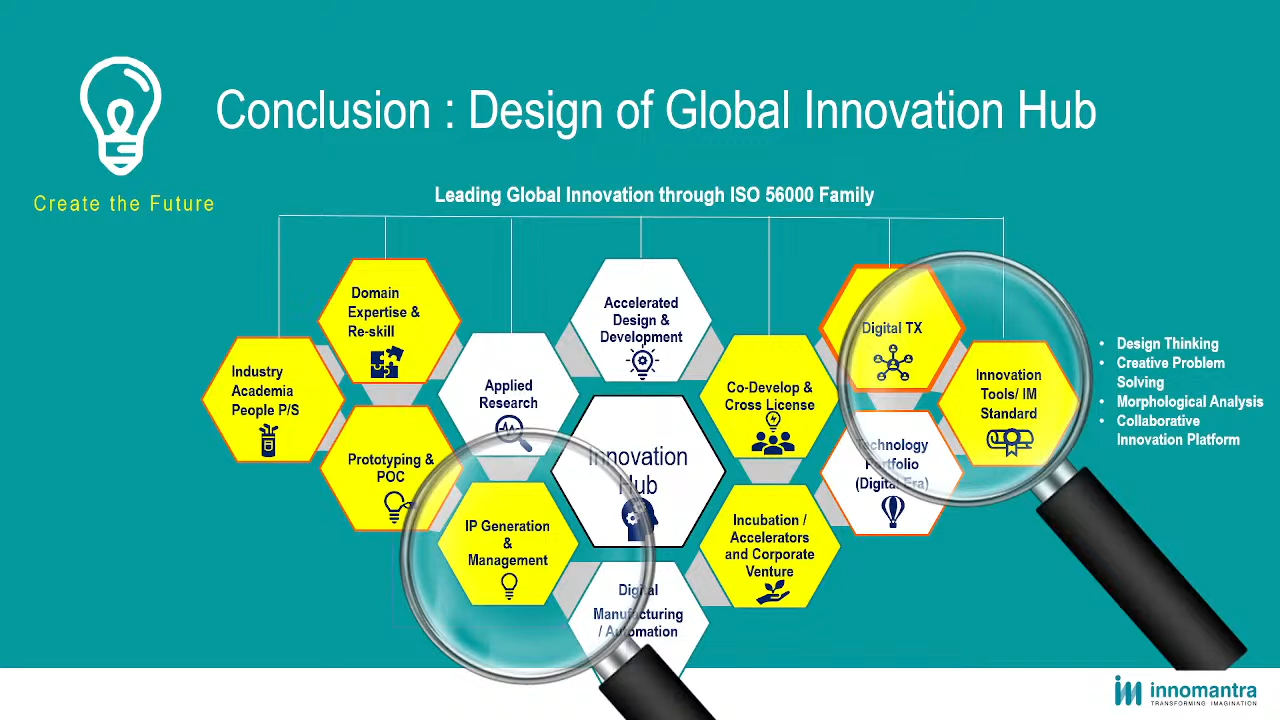 Conclusion : Design of Global Innovation Hub
Create the Future
Leading Global Innovation through ISO 56000 Family
Industry
Academia
People P/S
Domain
Expertise &
Re-skill
Prototyping &
POC
Applied
Research
IP Generation
&
Management
Accelerated
Design &
Development
Innovation
Hub
Digital
Manufacturing
/ Automation
Co-Develop &
Cross License
Incubation /
Accelerators
and Corporate
Venture
Digital TX
Technology
Portfolio
(Digital Era)
Innovation
Tools/ IM
Standard
• Design Thinking
• Creative Problem
Solving
• Morphological Analysis
• Collaborative
Innovation Platform
im innomantra
TRANSFORMING IMAGINATION